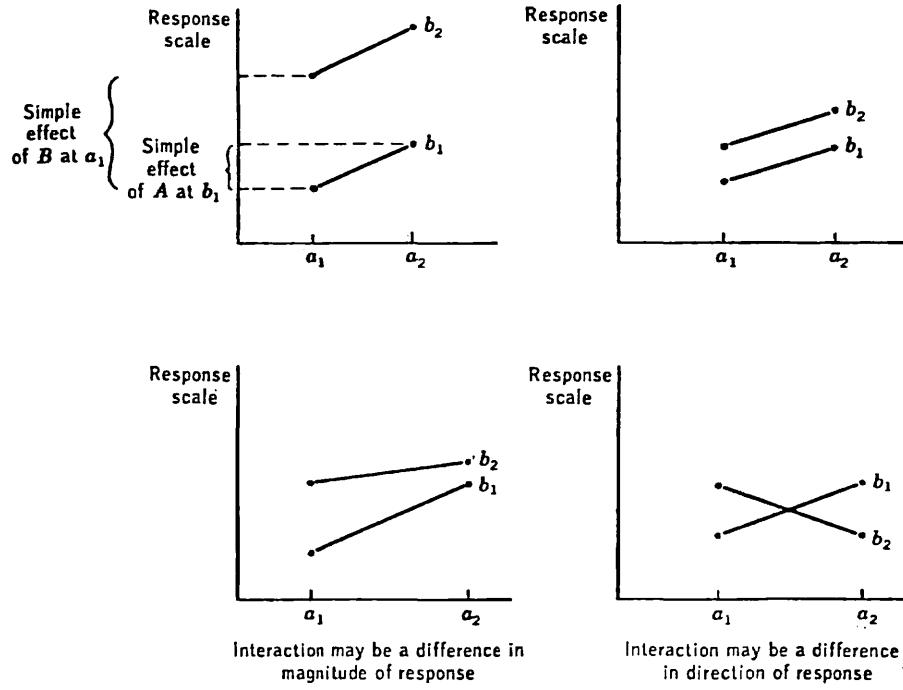 Response
scale
b₂
Simple
effect
of B at a₁
Simple
effect
of A at b₁
b₁
a₁
a₂
Response
scale
b₂
b₁
a₁
a₂
Response
scale
b₂
b₁
a₁
a₂
Interaction may be a difference in
magnitude of response
Response
scale
b₁
b₂
a₁
a₂
Interaction may be a difference
in direction of response